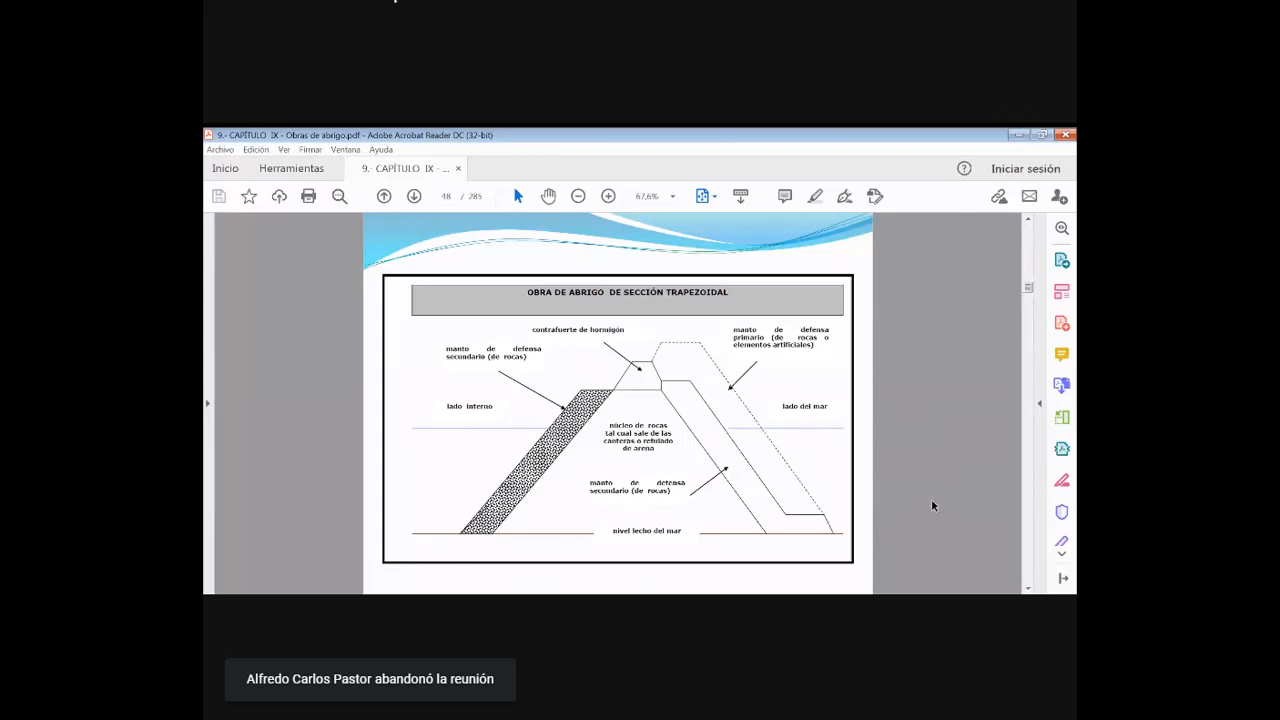 9.- CAPÍTULO IX - Obras de abrigo.pdf - Adobe Acrobat Reader DC (32-bit)
Archivo Edición Ver Firmar Ventana Ayuda
Inicio Herramientas 9.- CAPÍTULO IX - ... × Iniciar sesión
48 / 285 67,6%
OBRA DE ABRIGO DE SECCIÓN TRAPEZOIDAL
contrafuerte de hormigón
manto de defensa
primario (de rocas o
elementos artificiales)
manto de defensa
secundario (de rocas)
lado interno
lado del mar
núcleo de rocas
tal cual sale de las
canteras o refulado
de arena
manto de defensa
secundario (de rocas)
nivel lecho del mar
Alfredo Carlos Pastor abandonó la reunión